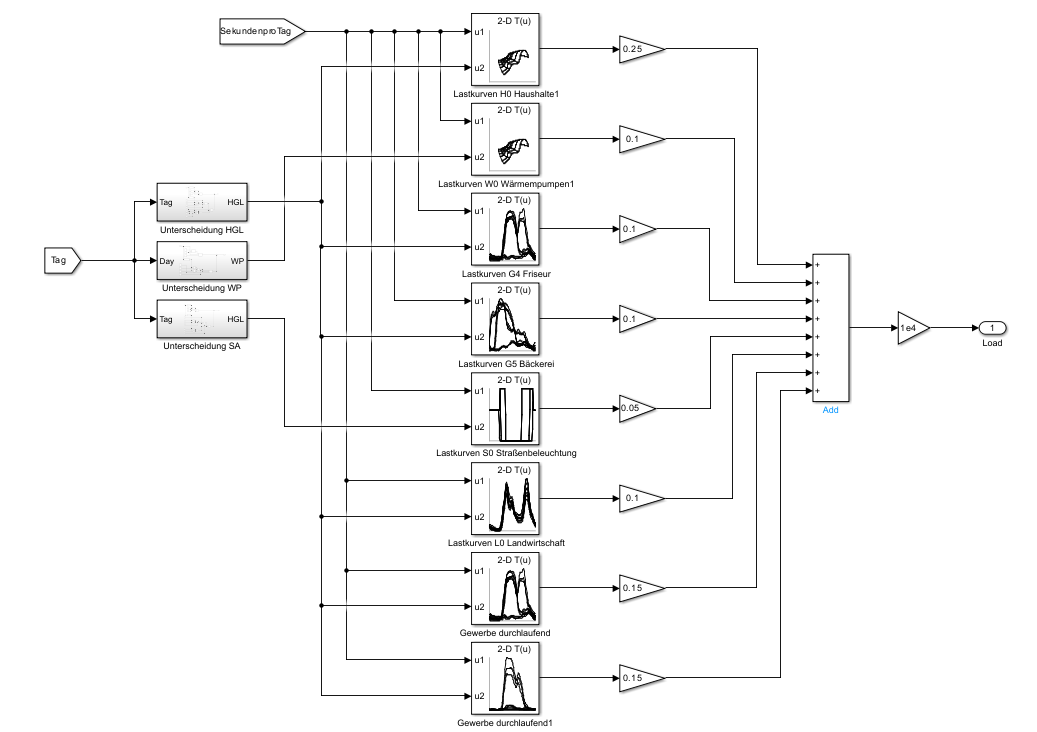 SekundenproTag
2-D T(u)
u1
u2
Lastkurven H0 Haushalte1
0.25
2-D T(u)
u1
u2
Lastkurven W0 Wärmempumpen1
0.1
Tag
Tag
HGL
Unterscheidung HGL
Day
WP
Unterscheidung WP
Tag
HGL
Unterscheidung SA
2-D T(u)
u1
u2
Lastkurven G4 Friseur
0.1
2-D T(u)
u1
u2
Lastkurven G5 Bäckerei
0.1
2-D T(u)
u1
u2
Lastkurven S0 Straßenbeleuchtung
0.05
2-D T(u)
u1
u2
Lastkurven L0 Landwirtschaft
0.1
2-D T(u)
u1
u2
Gewerbe durchlaufend
0.15
2-D T(u)
u1
u2
Gewerbe durchlaufend1
0.15
+
+
+
+
+
+
+
+
Add
1e4
1
Load